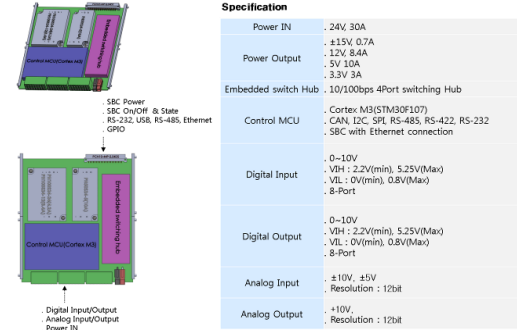 Embedded switching hub
Control MCU(Cortex M3)
. SBC Power
. SBC On/Off & State
. RS-232, USB, RS-485, Ethernet
. GPIO
Embedded switching hub
Control MCU(Cortex M3)
. Digital Input/Output
. Analog Input/Output
. Power IN
Specification
Power IN
. 24V, 30A
Power Output
. ±15V, 0.7A
. 12V, 8.4A
. 5V 10A
. 3.3V 3A
Embedded switch Hub
. 10/100bps 4Port switching Hub
Control MCU
. Cortex M3(STM30F107)
. CAN, I2C, SPI, RS-485, RS-422, RS-232
. SBC with Ethernet connection
Digital Input
. 0~10V
. VIH : 2.2V(min), 5.25V(Max)
. VIL : 0V(min), 0.8V(Max)
. 8-Port
Digital Output
. 0~10V
. VIH : 2.2V(min), 5.25V(Max)
. VIL : 0V(min), 0.8V(Max)
. 8-Port
Analog Input
. ±10V, ±5V
. Resolution : 12bit
Analog Output
. +10V,
. Resolution : 12bit